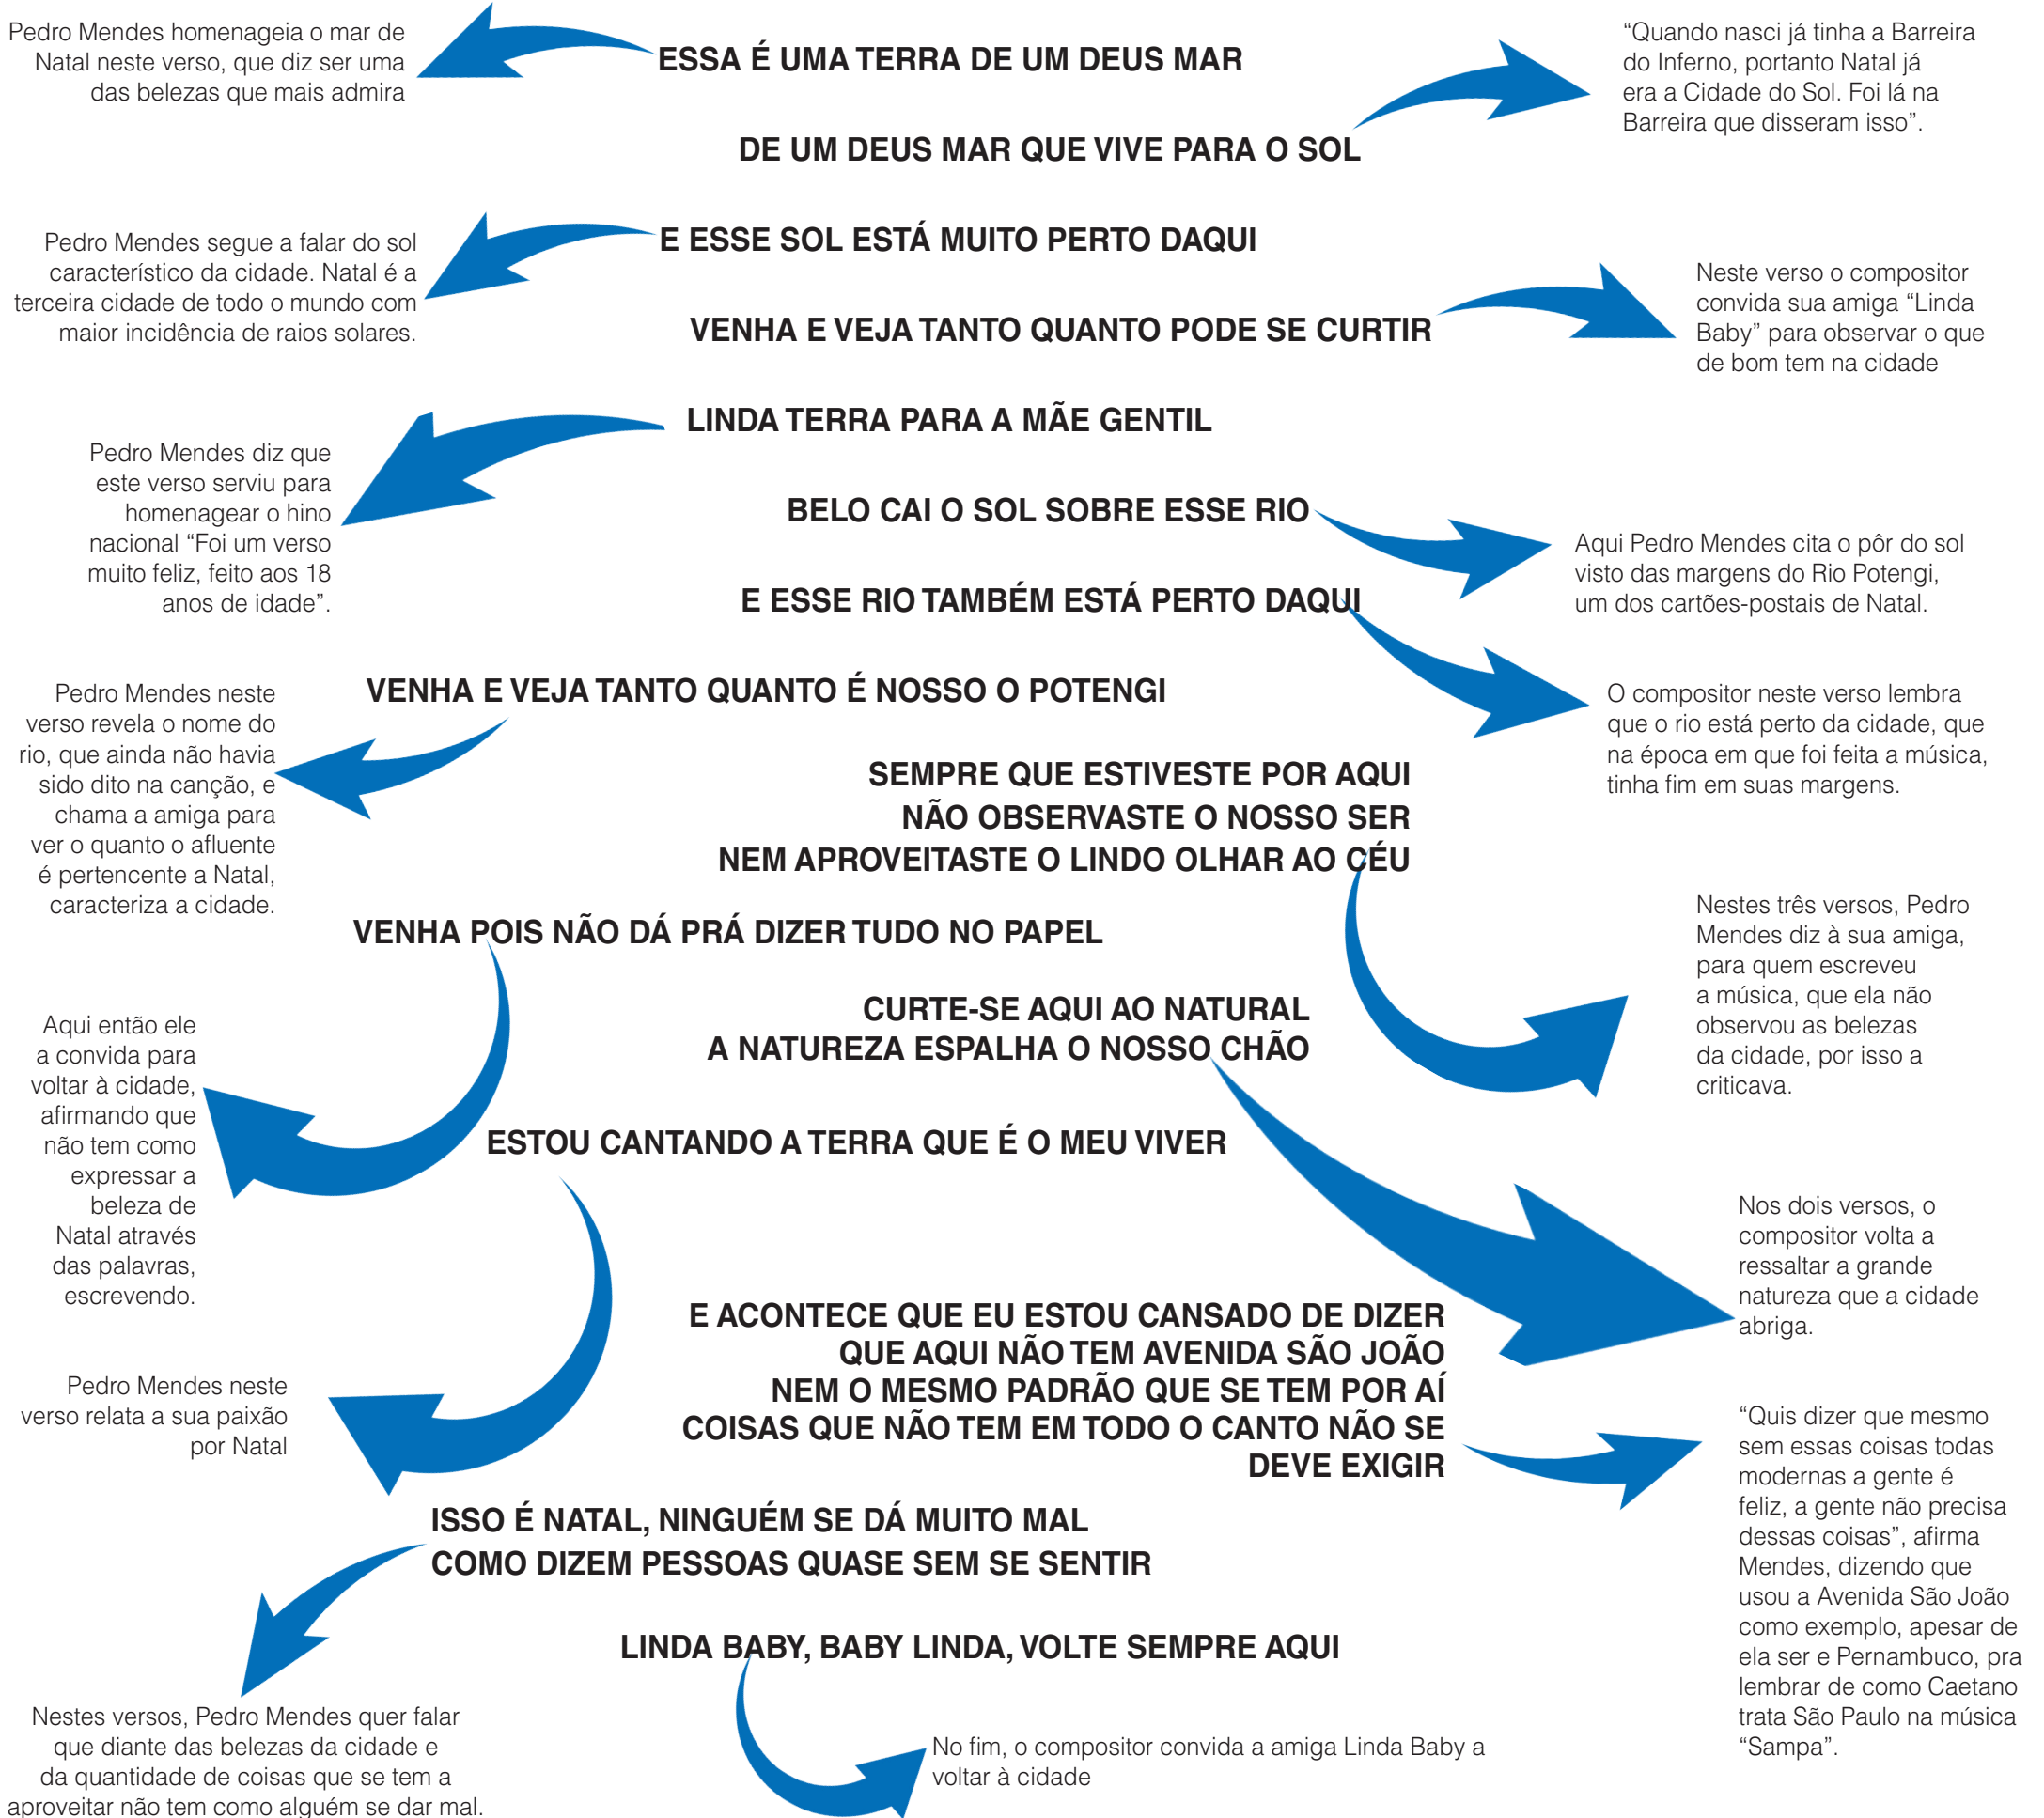 Pedro Mendes homenageia o mar de
Natal neste verso, que diz ser uma
das belezas que mais admira
ESSA É UMA TERRA DE UM DEUS MAR
“Quando nasci já tinha a Barreira
do Inferno, portanto Natal já
era a Cidade do Sol. Foi lá na
Barreira que disseram isso”.
DE UM DEUS MAR QUE VIVE PARA O SOL
Pedro Mendes segue a falar do sol
característico da cidade. Natal é a
terceira cidade de todo o mundo com
maior incidência de raios solares.
E ESSE SOL ESTÁ MUITO PERTO DAQUI
VENHA E VEJA TANTO QUANTO PODE SE CURTIR
Neste verso o compositor
convida sua amiga “Linda
Baby” para observar o que
de bom tem na cidade
LINDA TERRA PARA A MÃE GENTIL
Pedro Mendes diz que
este verso serviu para
homenagear o hino
nacional “Foi um verso
muito feliz, feito aos 18
anos de idade”.
BELO CAI O SOL SOBRE ESSE RIO
Aqui Pedro Mendes cita o pôr do sol
visto das margens do Rio Potengi,
um dos cartões-postais de Natal.
E ESSE RIO TAMBÉM ESTÁ PERTO DAQUI
O compositor neste verso lembra
que o rio está perto da cidade, que
na época em que foi feita a música,
tinha fim em suas margens.
VENHA E VEJA TANTO QUANTO É NOSSO O POTENGI
Pedro Mendes neste
verso revela o nome do
rio, que ainda não havia
sido dito na canção, e
chama a amiga para
ver o quanto o afluente
é pertencente a Natal,
caracteriza a cidade.
SEMPRE QUE ESTIVESTE POR AQUI
NÃO OBSERVASTE O NOSSO SER
NEM APROVEITASTE O LINDO OLHAR AO CÉU
Nestes três versos, Pedro
Mendes diz à sua amiga,
para quem escreveu
a música, que ela não
observou as belezas
da cidade, por isso a
criticava.
VENHA POIS NÃO DÁ PRÁ DIZER TUDO NO PAPEL
Aqui então ele
a convida para
voltar à cidade,
afirmando que
não tem como
expressar a
beleza de
Natal através
das palavras,
escrevendo.
CURTE-SE AQUI AO NATURAL
A NATUREZA ESPALHA O NOSSO CHÃO
Nos dois versos, o
compositor volta a
ressaltar a grande
natureza que a cidade
abriga.
ESTOU CANTANDO A TERRA QUE É O MEU VIVER
Pedro Mendes neste
verso relata a sua paixão
por Natal
E ACONTECE QUE EU ESTOU CANSADO DE DIZER
QUE AQUI NÃO TEM AVENIDA SÃO JOÃO
NEM O MESMO PADRÃO QUE SE TEM POR AÍ
COISAS QUE NÃO TEM EM TODO O CANTO NÃO SE
DEVE EXIGIR
“Quis dizer que mesmo
sem essas coisas todas
modernas a gente é
feliz, a gente não precisa
dessas coisas”, afirma
Mendes, dizendo que
usou a Avenida São João
como exemplo, apesar de
ela ser e Pernambuco, pra
lembrar de como Caetano
trata São Paulo na música
“Sampa”.
ISSO É NATAL, NINGUÉM SE DÁ MUITO MAL
COMO DIZEM PESSOAS QUASE SEM SE SENTIR
Nestes versos, Pedro Mendes quer falar
que diante das belezas da cidade e
da quantidade de coisas que se tem a
aproveitar não tem como alguém se dar mal.
LINDA BABY, BABY LINDA, VOLTE SEMPRE AQUI
No fim, o compositor convida a amiga Linda Baby a
voltar à cidade